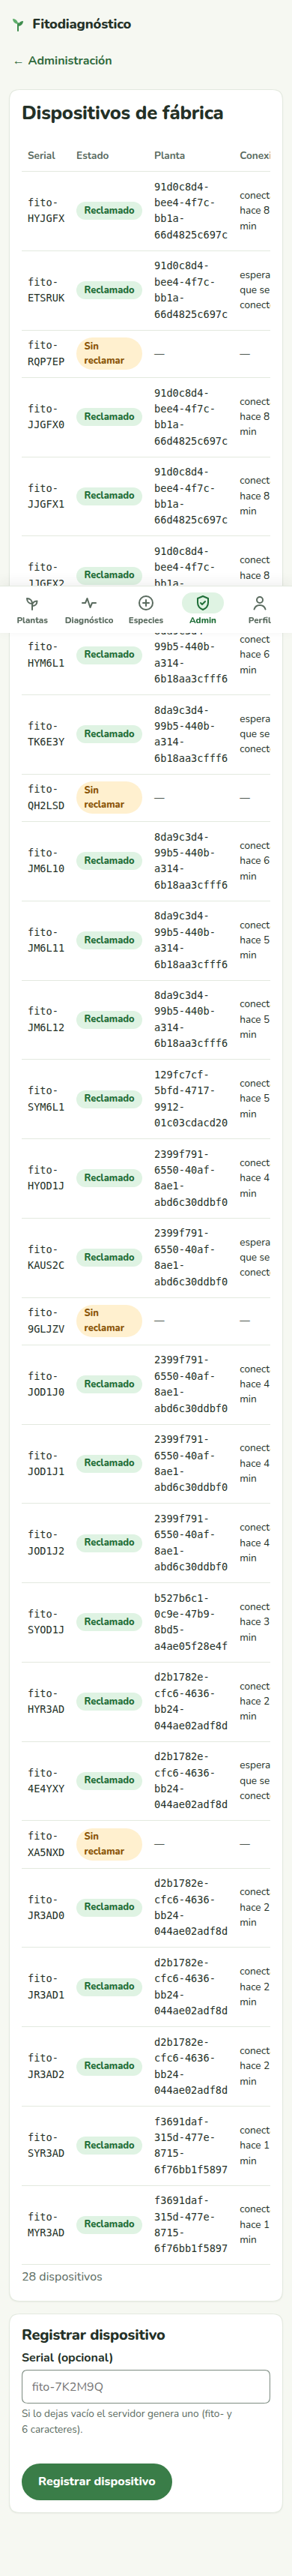 Fitodiagnóstico
← Administración
Dispositivos de fábrica
Serial Estado Planta Conexi
fito-
HYJGFX
Reclamado
91d0c8d4-
bee4-4f7c-
bb1a-
66d4825c697c
conect
hace 8
min
fito-
ETSRUK
Reclamado
91d0c8d4-
bee4-4f7c-
bb1a-
66d4825c697c
espera
que se
conect
fito-
RQP7EP
Sin
reclamar
—
—
fito-
JJGFX0
Reclamado
91d0c8d4-
bee4-4f7c-
bb1a-
66d4825c697c
conect
hace 8
min
fito-
JJGFX1
Reclamado
91d0c8d4-
bee4-4f7c-
bb1a-
66d4825c697c
conect
hace 8
min
fito-
JJGFX2
Reclamado
91d0c8d4-
bee4-4f7c-
bb1a-
conect
hace 8
Plantas Diagnóstico Especies Admin Perfil
HYM6L1
Reclamado
99b5-440b-
a314-
6b18aa3cfff6
conect
hace 6
min
fito-
TK6E3Y
Reclamado
8da9c3d4-
99b5-440b-
a314-
6b18aa3cfff6
espera
que se
conect
fito-
QH2LSD
Sin
reclamar
—
—
fito-
JM6L10
Reclamado
8da9c3d4-
99b5-440b-
a314-
6b18aa3cfff6
conect
hace 6
min
fito-
JM6L11
Reclamado
8da9c3d4-
99b5-440b-
a314-
6b18aa3cfff6
conect
hace 5
min
fito-
JM6L12
Reclamado
8da9c3d4-
99b5-440b-
a314-
6b18aa3cfff6
conect
hace 5
min
fito-
SYM6L1
Reclamado
129fc7cf-
5bfd-4717-
9912-
01c03cdacd20
conect
hace 5
min
fito-
HYOD1J
Reclamado
2399f791-
6550-40af-
8ae1-
abd6c30ddbf0
conect
hace 4
min
fito-
KAUS2C
Reclamado
2399f791-
6550-40af-
8ae1-
abd6c30ddbf0
espera
que se
conect
fito-
9GLJZV
Sin
reclamar
—
—
fito-
JOD1J0
Reclamado
2399f791-
6550-40af-
8ae1-
abd6c30ddbf0
conect
hace 4
min
fito-
JOD1J1
Reclamado
2399f791-
6550-40af-
8ae1-
abd6c30ddbf0
conect
hace 4
min
fito-
JOD1J2
Reclamado
2399f791-
6550-40af-
8ae1-
abd6c30ddbf0
conect
hace 4
min
fito-
SYOD1J
Reclamado
b527b6c1-
0c9e-47b9-
8bd5-
a4ae05f28e4f
conect
hace 3
min
fito-
HYR3AD
Reclamado
d2b1782e-
cfc6-4636-
bb24-
044ae02adf8d
conect
hace 2
min
fito-
4E4YXY
Reclamado
d2b1782e-
cfc6-4636-
bb24-
044ae02adf8d
espera
que se
conect
fito-
XA5NXD
Sin
reclamar
—
—
fito-
JR3AD0
Reclamado
d2b1782e-
cfc6-4636-
bb24-
044ae02adf8d
conect
hace 2
min
fito-
JR3AD1
Reclamado
d2b1782e-
cfc6-4636-
bb24-
044ae02adf8d
conect
hace 2
min
fito-
JR3AD2
Reclamado
d2b1782e-
cfc6-4636-
bb24-
044ae02adf8d
conect
hace 2
min
fito-
SYR3AD
Reclamado
f3691daf-
315d-477e-
8715-
6f76bb1f5897
conect
hace 1
min
fito-
MYR3AD
Reclamado
f3691daf-
315d-477e-
8715-
6f76bb1f5897
conect
hace 1
min
28 dispositivos
Registrar dispositivo
Serial (opcional)
fito-7K2M9Q
Si lo dejas vacío el servidor genera uno (fito- y
6 caracteres).
Registrar dispositivo